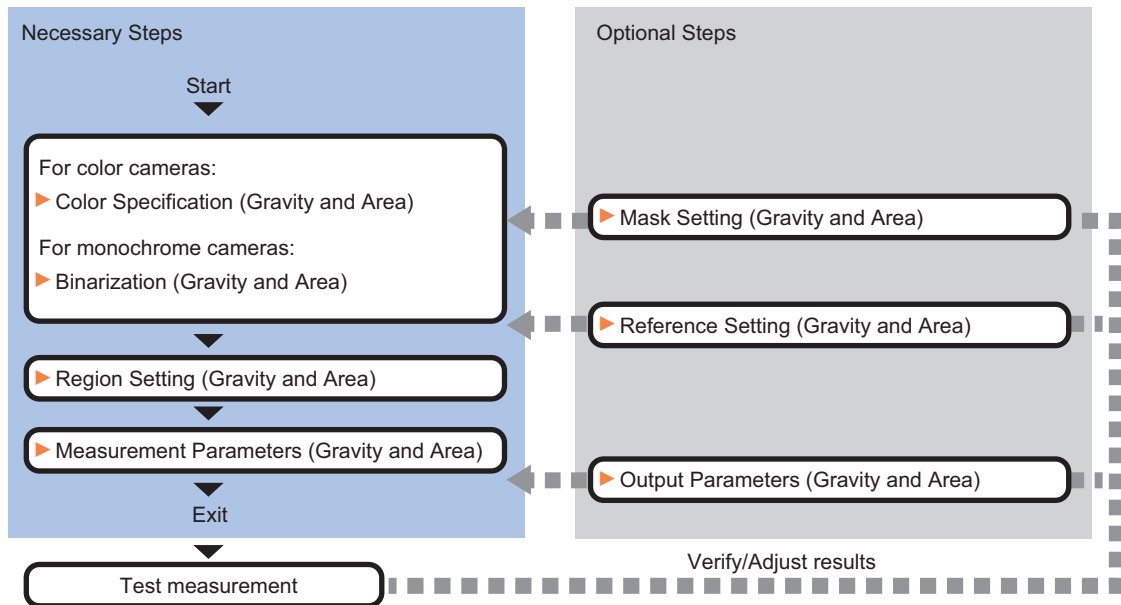 Necessary Steps
Start
For color cameras:
Color Specification (Gravity and Area)
For monochrome cameras:
Binarization (Gravity and Area)
Region Setting (Gravity and Area)
Measurement Parameters (Gravity and Area)
Exit
Test measurement
Optional Steps
Mask Setting (Gravity and Area)
Reference Setting (Gravity and Area)
Output Parameters (Gravity and Area)
Verify/Adjust results